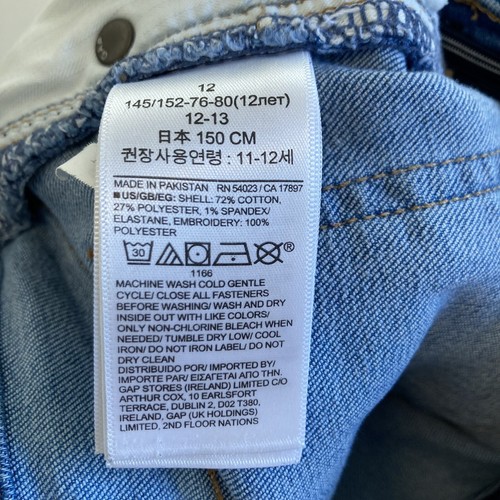 12
145/152-76-80(12лет)
12-13
日本 150 CM
권장사용연령 : 11-12세
MADE IN PAKISTAN RN 54023 / CA 17897
■US/GB/EG: SHELL: 72% COTTON,
27% POLYESTER, 1% SPANDEX/
ELASTANE, EMBROIDERY: 100%
POLYESTER
30
1166
MACHINE WASH COLD GENTLE
CYCLE/ CLOSE ALL FASTENERS
BEFORE WASHING/ WASH AND DRY
INSIDE OUT WITH LIKE COLORS/
ONLY NON-CHLORINE BLEACH WHEN
NEEDED/ TUMBLE DRY LOW/ COOL
IRON/ DO NOT IRON LABEL/ DO NOT
DRY CLEAN
DISTRIBUIDO POR/ IMPORTED BY/
IMPORTE PAR/ ΕΙΣΑΓΕΤΑΙ ΑΠΟ ΤΗΝ.
GAP STORES (IRELAND) LIMITED C/O
ARTHUR COX, 10 EARLSFORT
TERRACE, DUBLIN 2, D02 T380,
IRELAND, GAP (UK HOLDINGS)
LIMITED, 2ND FLOOR NATIONS